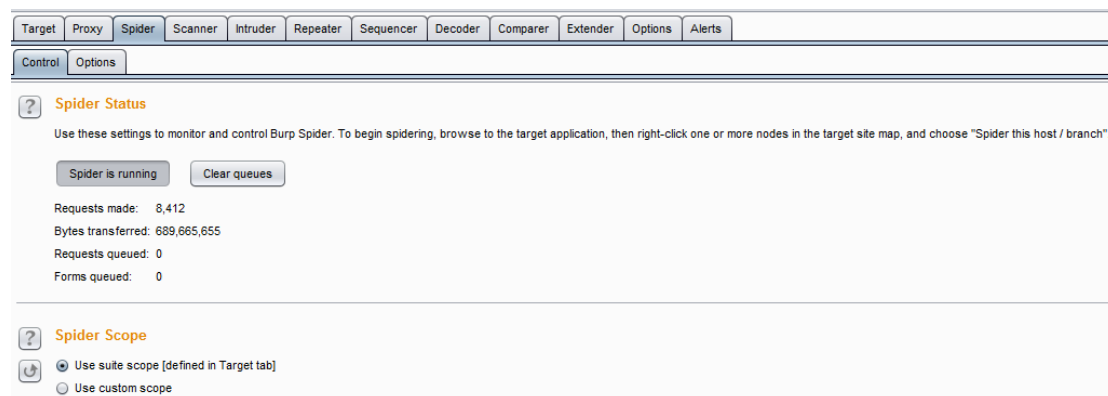 Target Proxy Spider Scanner Intruder Repeater Sequencer Decoder Comparer Extender Options Alerts
Control Options
? Spider Status
Use these settings to monitor and control Burp Spider. To begin spidering, browse to the target application, then right-click one or more nodes in the target site map, and choose "Spider this host / branch"
Spider is running Clear queues
Requests made: 8,412
Bytes transferred: 689,665,655
Requests queued: 0
Forms queued: 0
? Spider Scope
Use suite scope [defined in Target tab]
Use custom scope